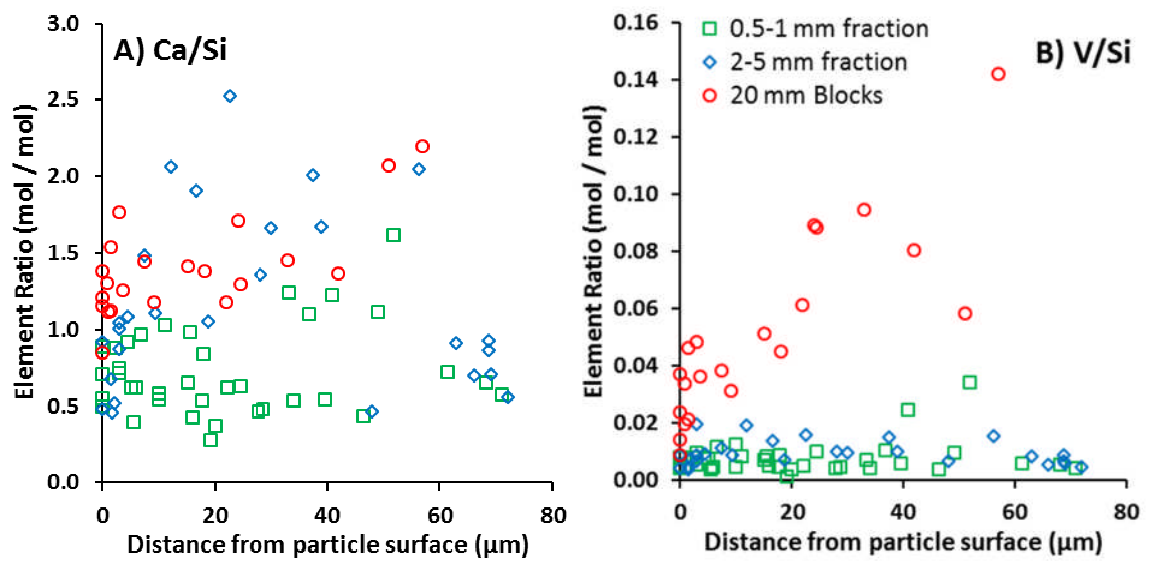 A) Ca/Si
Element Ratio (mol / mol)
3.0
2.5
2.0
1.5
1.0
0.5
0.0
0 20 40 60 80
Distance from particle surface (μm)
B) V/Si
0.5-1 mm fraction
2-5 mm fraction
20 mm Blocks
Element Ratio (mol / mol)
0.16
0.14
0.12
0.10
0.08
0.06
0.04
0.02
0.00
0 20 40 60 80
Distance from particle surface (μm)